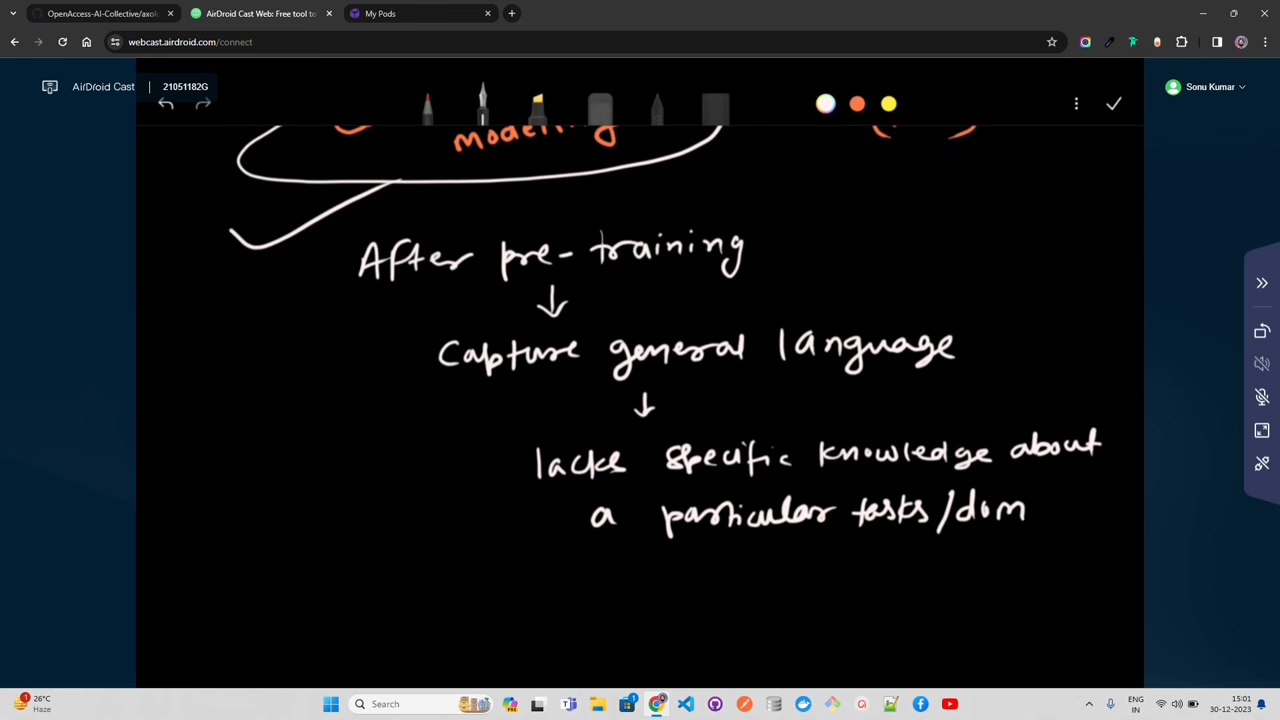 OpenAccess-AI-Collective/axolo
AirDroid Cast Web: Free tool to
My Pods
webcast.airdroid.com/connect
AirDroid Cast
21051182G
Sonu Kumar
modelling
After pre-training
Capture general language
lacks specific knowledge about
a particular tasks/dom
26°C
Haze
Search
ENG
IN
15:01
30-12-2023